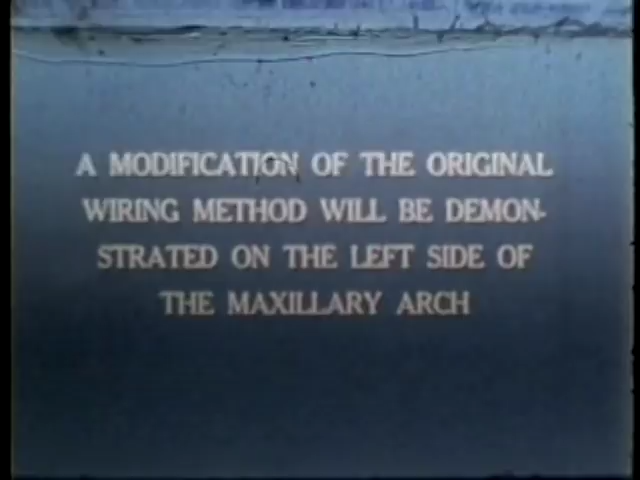 A MODIFICATION OF THE ORIGINAL
WIRING METHOD WILL BE DEMON-
STRATED ON THE LEFT SIDE OF
THE MAXILLARY ARCH